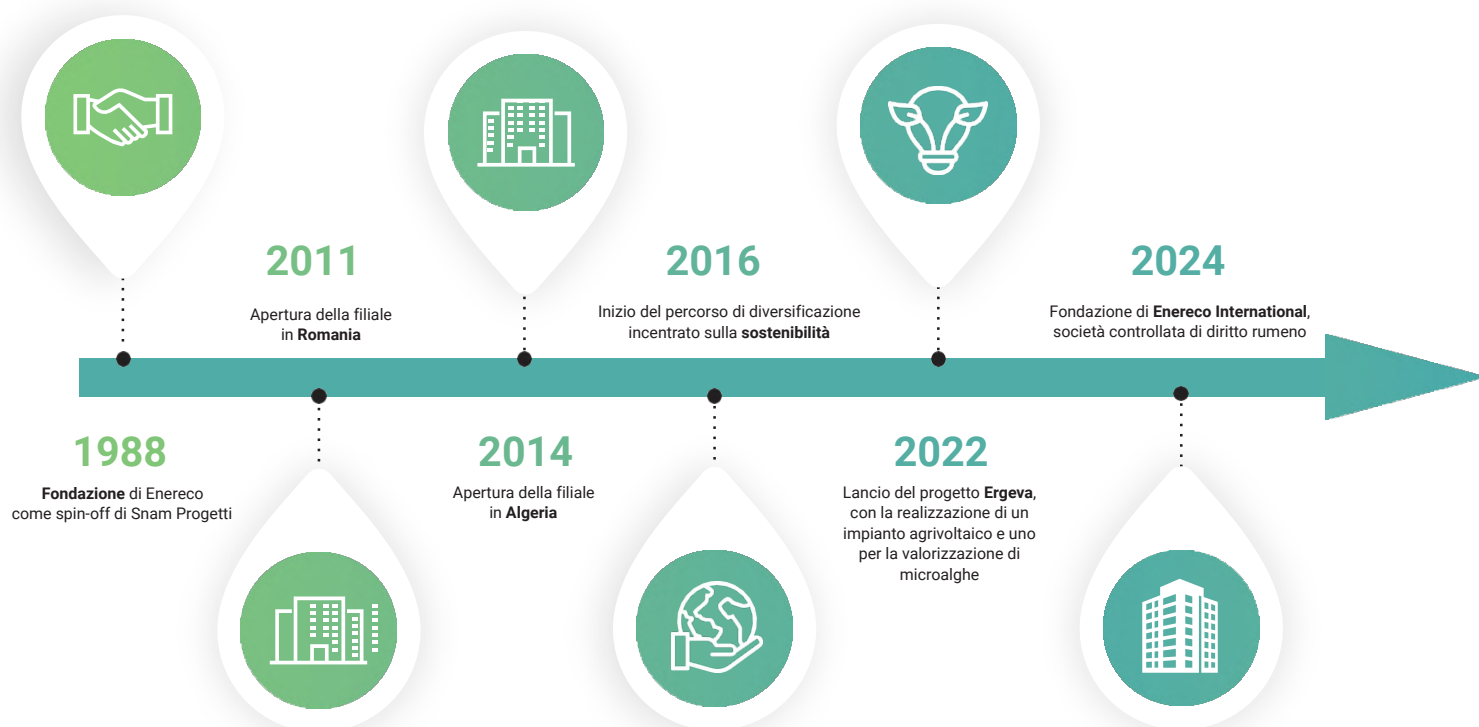 1988
Fondazione di Enereco
come spin-off di Snam Progetti
2011
Apertura della filiale
in Romania
2014
Apertura della filiale
in Algeria
2016
Inizio del percorso di diversificazione
incentrato sulla sostenibilità
2022
Lancio del progetto Ergeva,
con la realizzazione di un
impianto agrivoltaico e uno
per la valorizzazione di
microalghe
2024
Fondazione di Enereco International,
società controllata di diritto rumeno